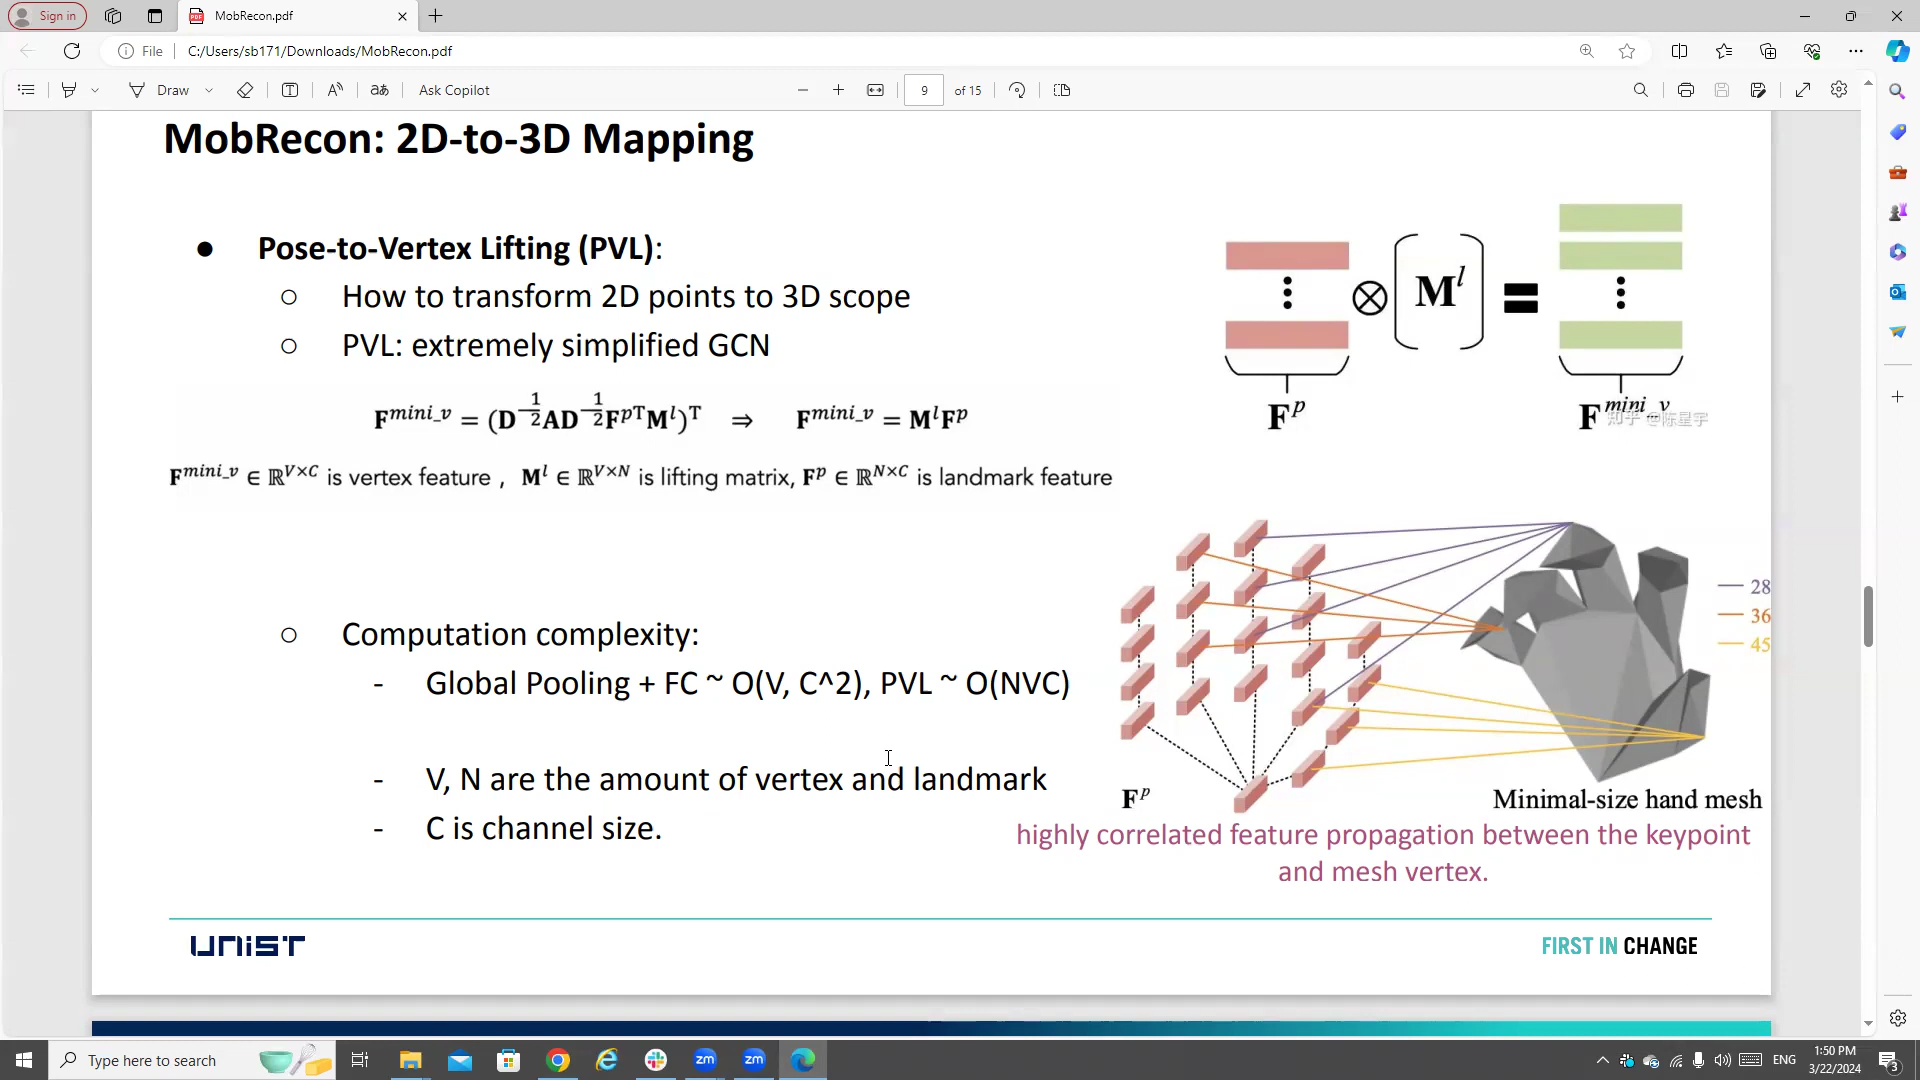 Sign in
MobRecon.pdf
File
C:/Users/sb171/Downloads/MobRecon.pdf
Draw
Ask Copilot
9
of 15
MobRecon: 2D-to-3D Mapping
● Pose-to-Vertex Lifting (PVL):
○ How to transform 2D points to 3D scope
○ PVL: extremely simplified GCN
F^{mini_v} = (D^{-1/2}AD^{-1/2}F^{pT}M^l)^T ⇒ F^{mini_v} = M^lF^p
F^{mini_v} ∈ ℝ^{V×C} is vertex feature , M^l ∈ ℝ^{V×N} is lifting matrix, F^p ∈ ℝ^{N×C} is landmark feature
⊗ M^l =
F^p
F^{mini_v}
知乎 @陈星宇
○ Computation complexity:
- Global Pooling + FC ~ O(V, C^2), PVL ~ O(NVC)
- V, N are the amount of vertex and landmark
- C is channel size.
28
36
45
F^p
Minimal-size hand mesh
highly correlated feature propagation between the keypoint
and mesh vertex.
UNIST
FIRST IN CHANGE
Type here to search
zm
zm
ENG
1:50 PM
3/22/2024
3